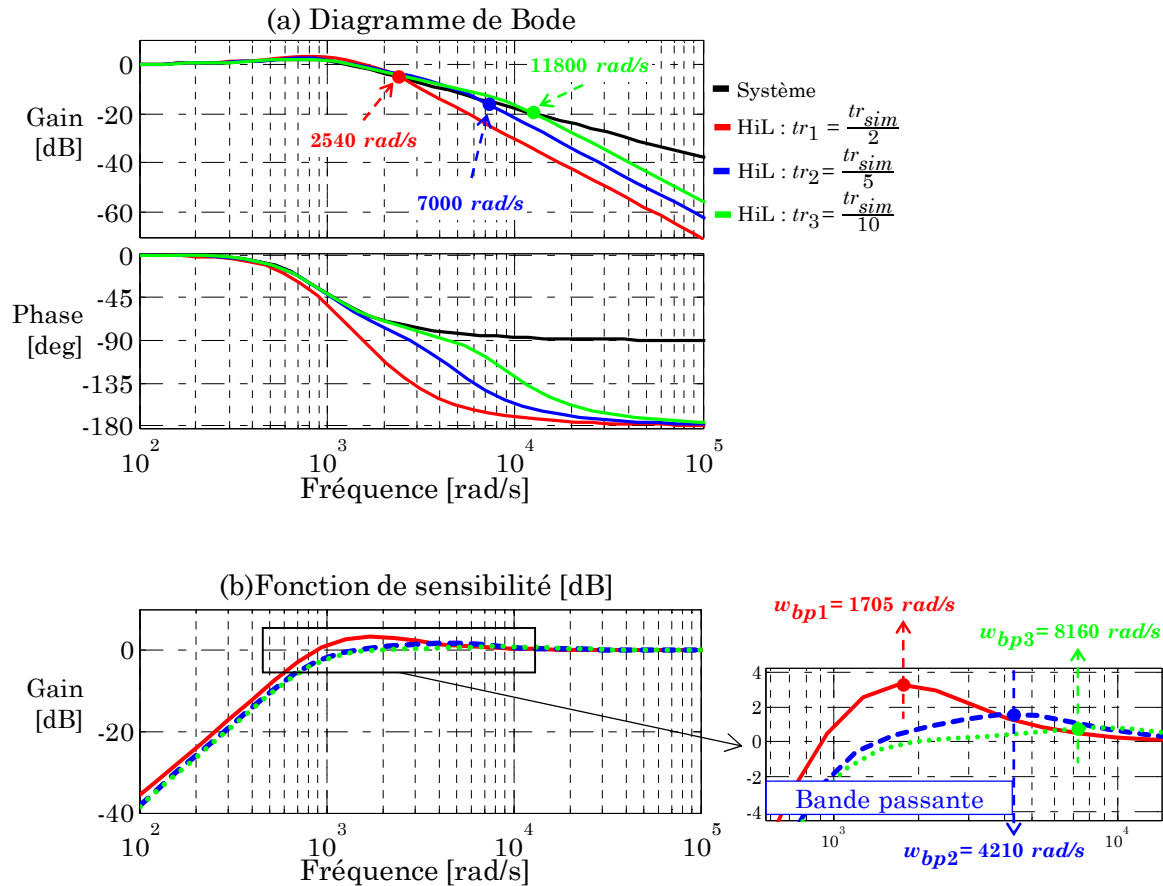 (a) Diagramme de Bode
0
-20
-40
-60
Gain
[dB]
11800 rad/s
2540 rad/s
7000 rad/s
Système
HiL : tr1 = trsim/2
HiL : tr2= trsim/5
HiL : tr3= trsim/10
0
-45
-90
-135
-180
Phase
[deg]
10^2 10^3 10^4 10^5
Fréquence [rad/s]
(b)Fonction de sensibilité [dB]
0
-20
-40
Gain
[dB]
10^2 10^3 10^4 10^5
Fréquence [rad/s]
wbp1= 1705 rad/s
wbp3= 8160 rad/s
4
2
0
-2
-4
Bande passante
10^3 10^4
wbp2= 4210 rad/s